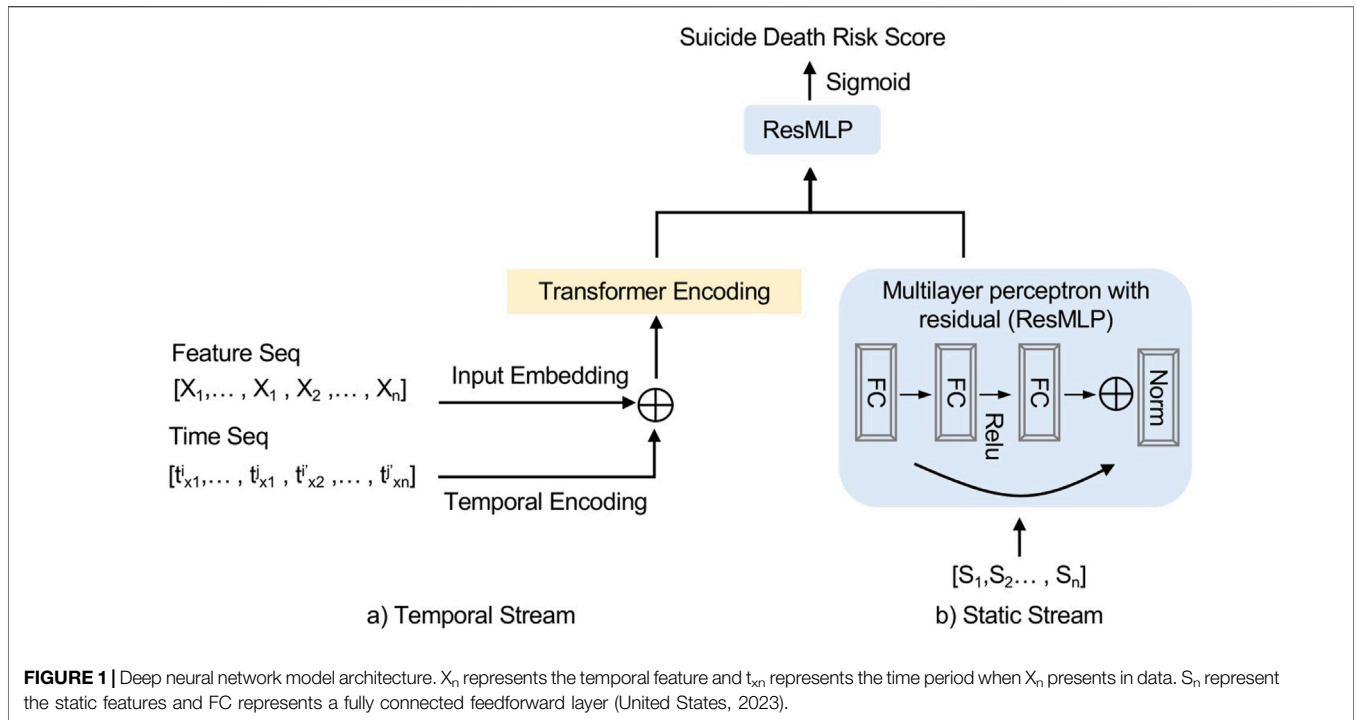 Suicide Death Risk Score
Sigmoid
ResMLP
Transformer Encoding
Feature Seq
[X₁,… , X₁ , X₂ ,… , Xₙ]
Input Embedding
Time Seq
[tⁱₓ₁,… , tʲₓ₁ , tⁱ'ₓ₂ ,… , tʲ'ₓₙ]
Temporal Encoding
a) Temporal Stream
Multilayer perceptron with
residual (ResMLP)
FC
FC
Relu
FC
Norm
[S₁,S₂… , Sₙ]
b) Static Stream
FIGURE 1 | Deep neural network model architecture. Xₙ represents the temporal feature and tₓₙ represents the time period when Xₙ presents in data. Sₙ represent
the static features and FC represents a fully connected feedforward layer (United States, 2023).